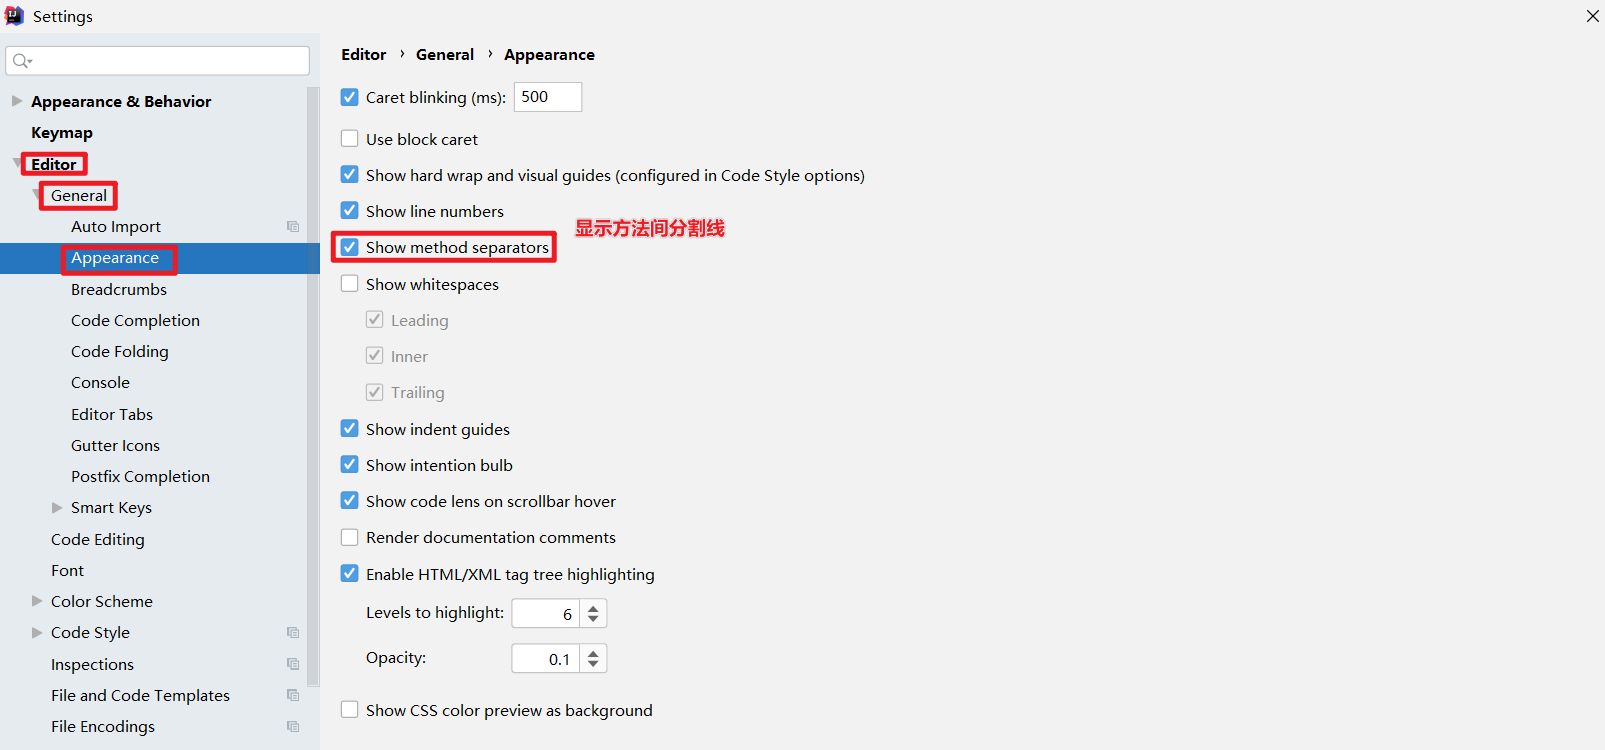 Settings
Appearance & Behavior
Keymap
Editor
General
Auto Import
Appearance
Breadcrumbs
Code Completion
Code Folding
Console
Editor Tabs
Gutter Icons
Postfix Completion
Smart Keys
Code Editing
Font
Color Scheme
Code Style
Inspections
File and Code Templates
File Encodings
Editor › General › Appearance
Caret blinking (ms): 500
Use block caret
Show hard wrap and visual guides (configured in Code Style options)
Show line numbers
显示方法间分割线
Show method separators
Show whitespaces
Leading
Inner
Trailing
Show indent guides
Show intention bulb
Show code lens on scrollbar hover
Render documentation comments
Enable HTML/XML tag tree highlighting
Levels to highlight: 6
Opacity: 0.1
Show CSS color preview as background